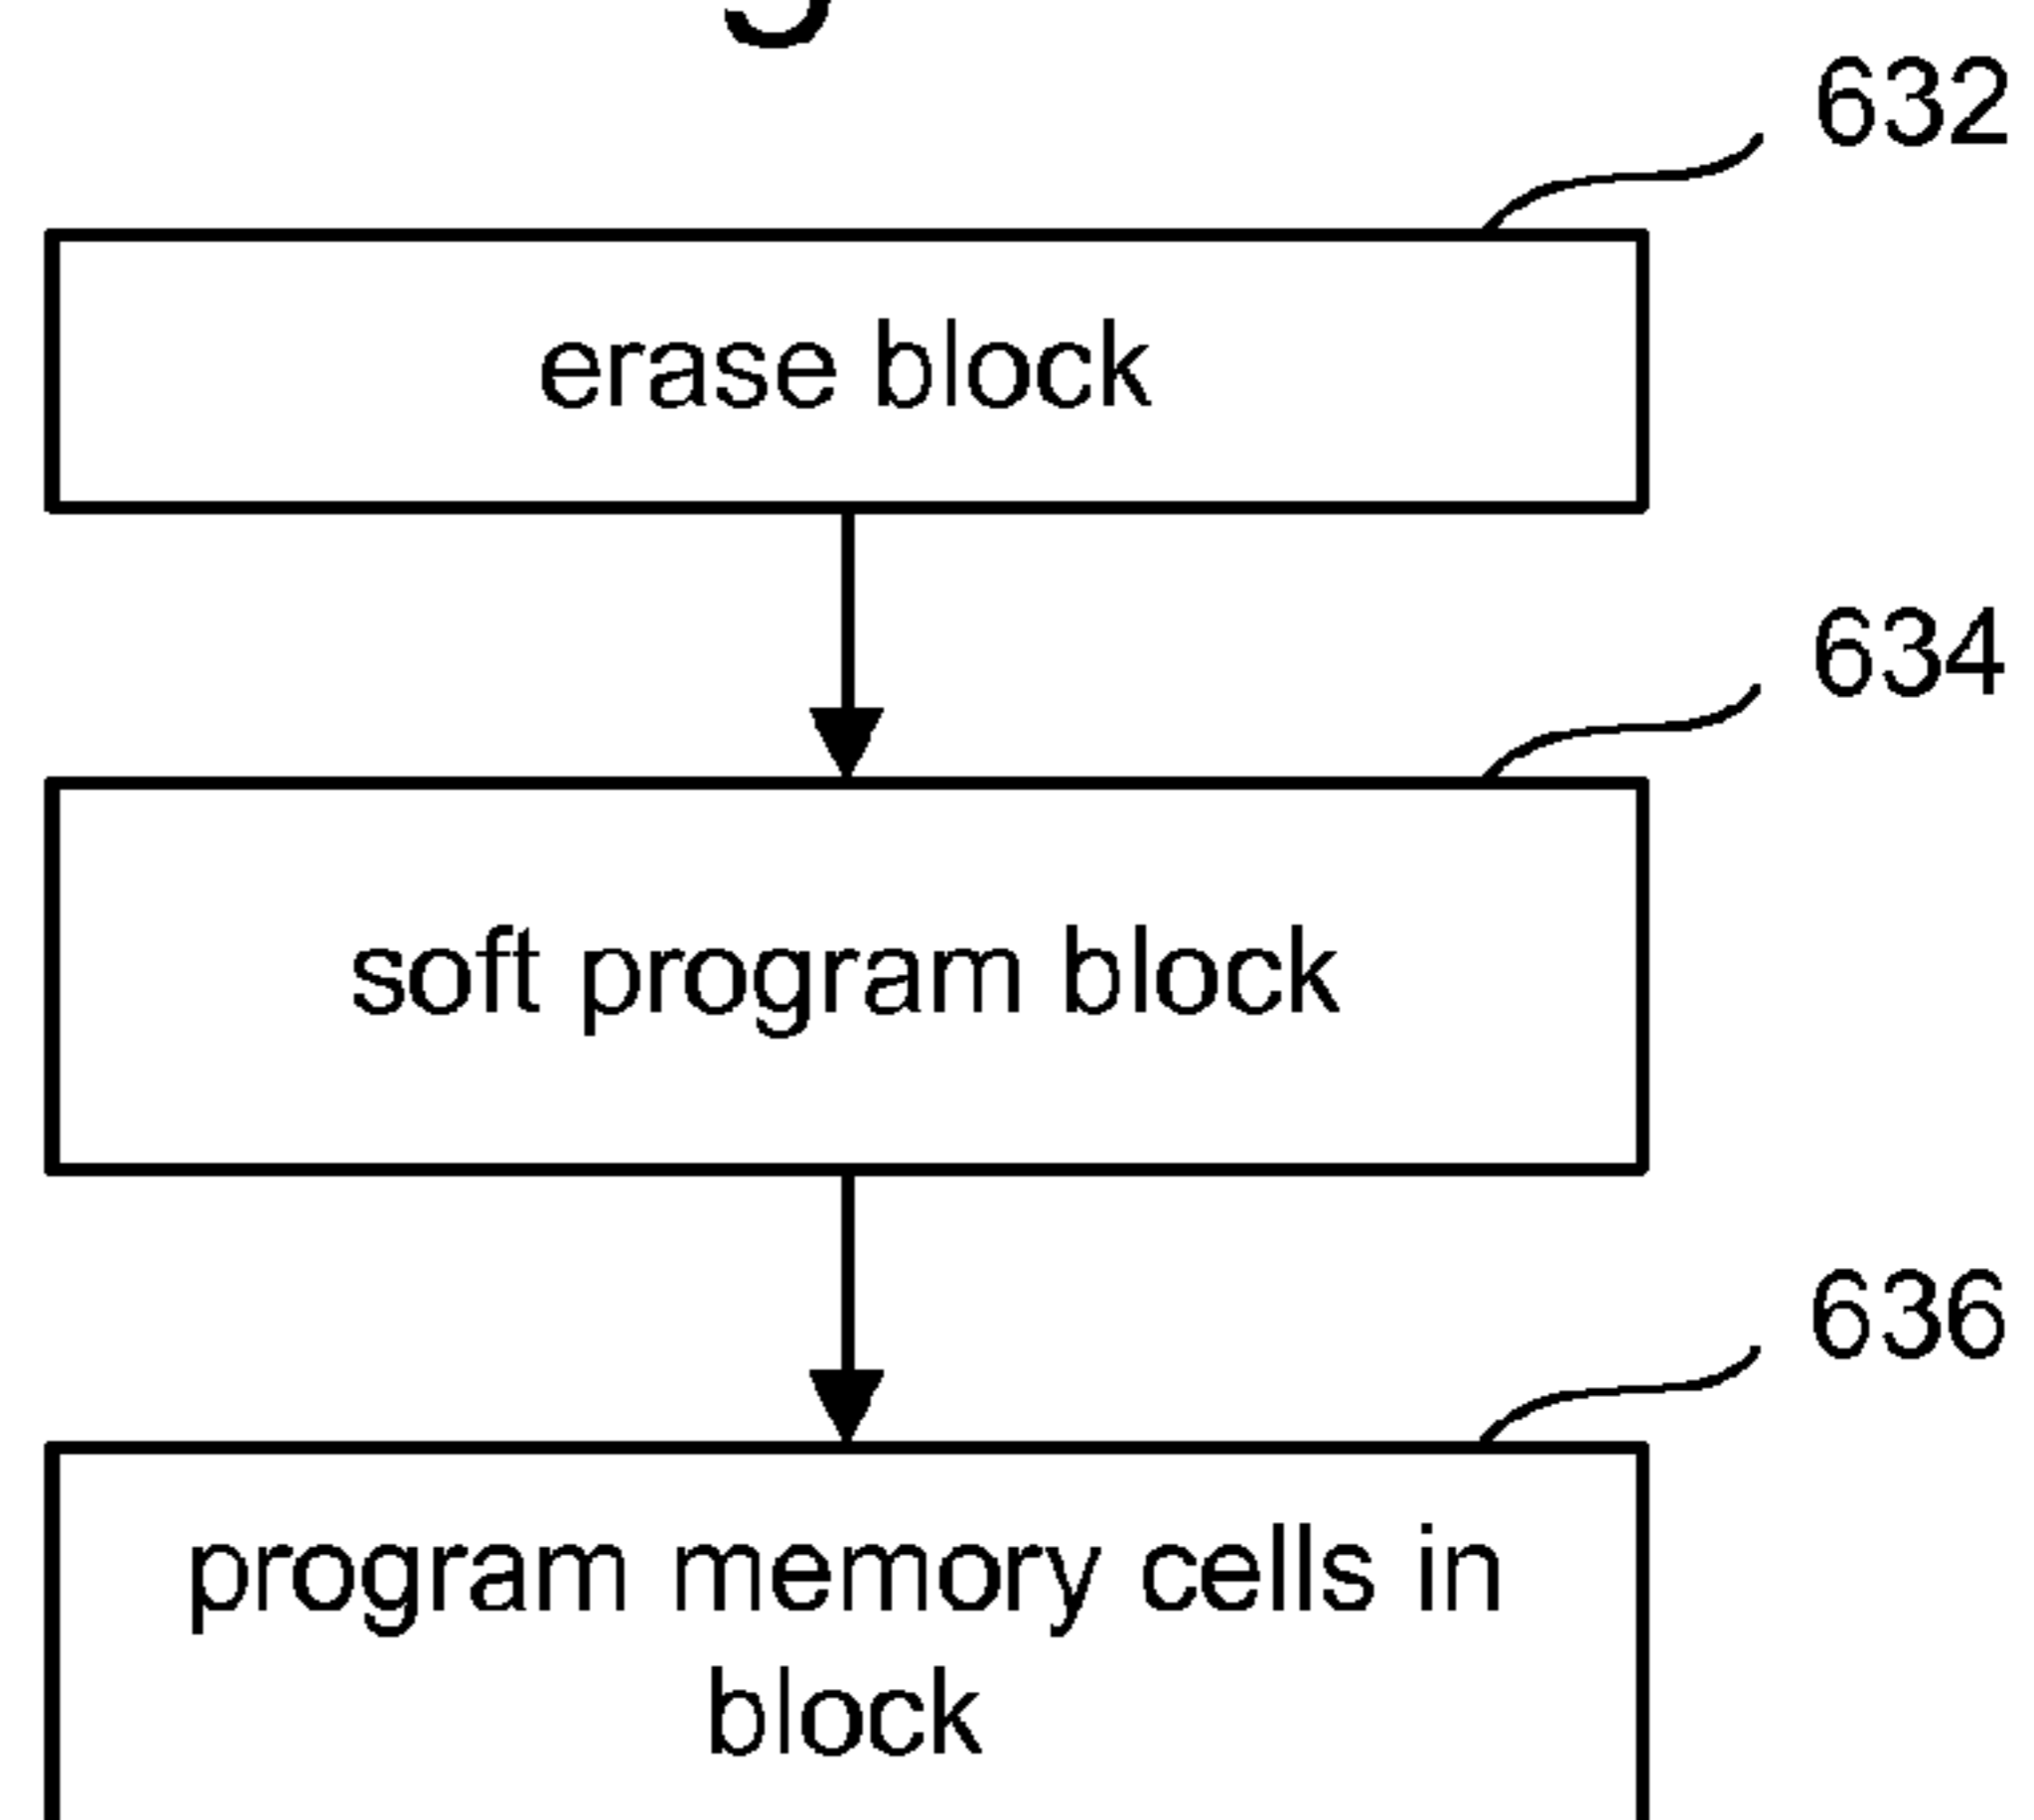 632
erase block
634
soft program block
636
program memory cells in
block